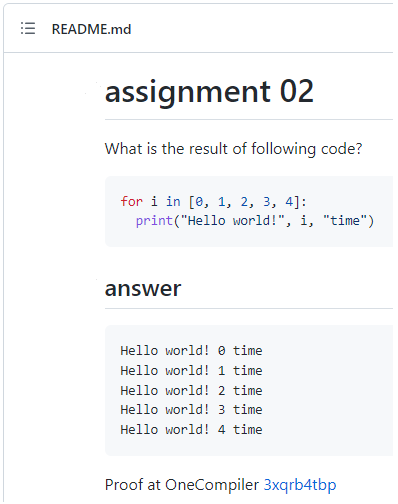 README.md
assignment 02
What is the result of following code?
for i in [0, 1, 2, 3, 4]:
  print("Hello world!", i, "time")
answer
Hello world! 0 time
Hello world! 1 time
Hello world! 2 time
Hello world! 3 time
Hello world! 4 time
Proof at OneCompiler 3xqrb4tbp